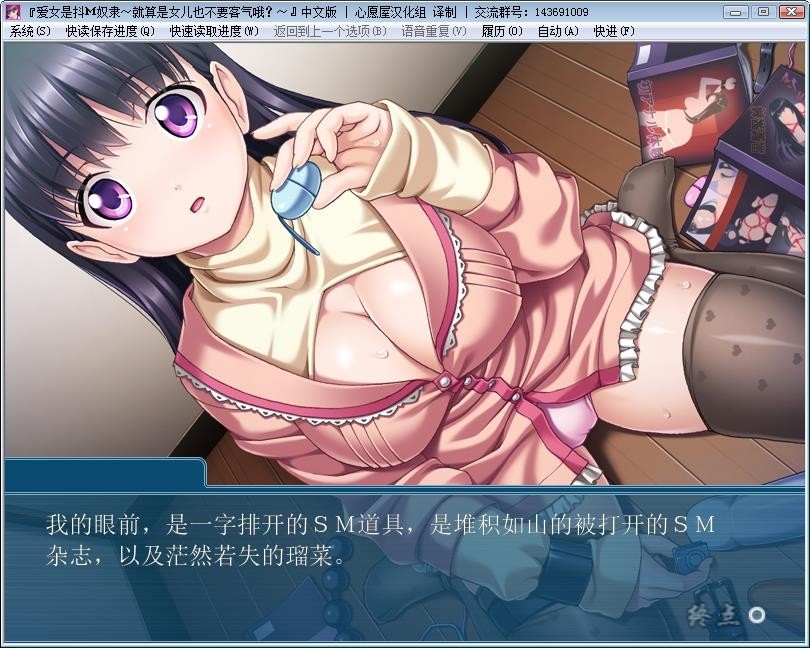 『爱女是抖M奴隶～就算是女儿也不要客气哦？～』中文版 | 心愿屋汉化组 译制 | 交流群号: 143691009
系统(S) 快读保存进度(Q) 快速读取进度(W) 返回到上一个选项(B) 语音重复(V) 履历(O) 自动(A) 快进(F)
我的眼前，是一字排开的ＳＭ道具，是堆积如山的被打开的ＳＭ
杂志，以及茫然若失的瑠菜。
终点